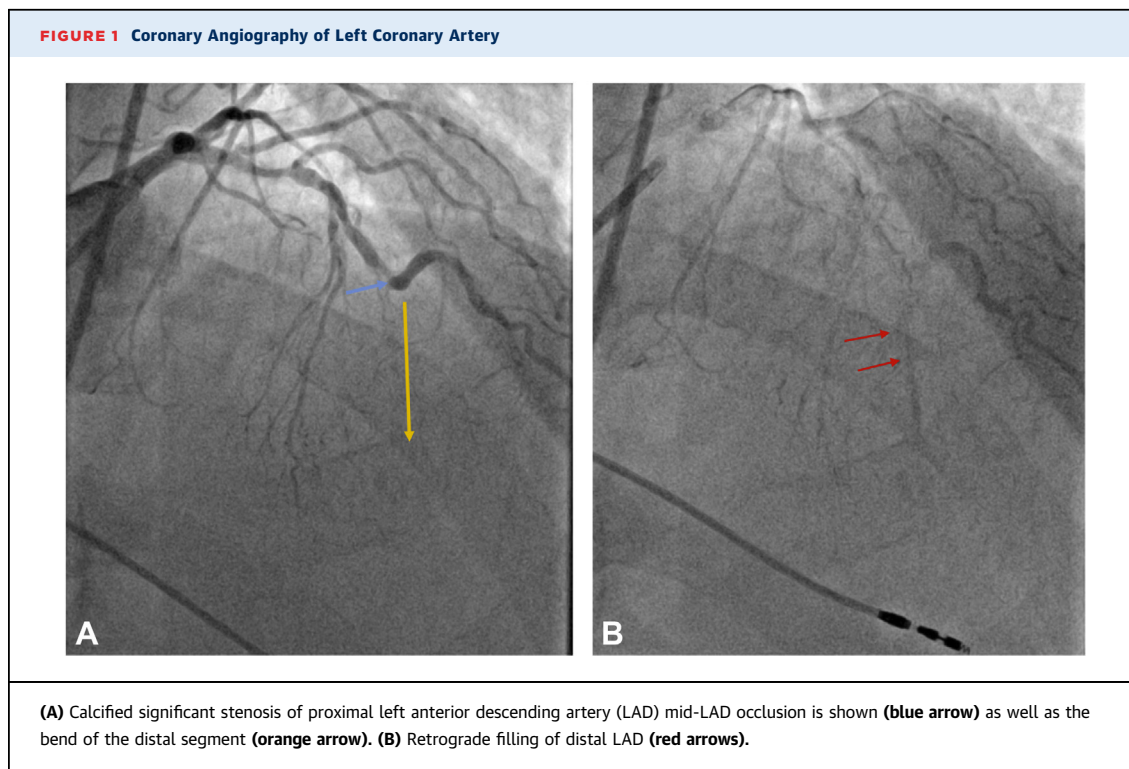 FIGURE 1 Coronary Angiography of Left Coronary Artery
A
B
(A) Calcified significant stenosis of proximal left anterior descending artery (LAD) mid-LAD occlusion is shown (blue arrow) as well as the
bend of the distal segment (orange arrow). (B) Retrograde filling of distal LAD (red arrows).